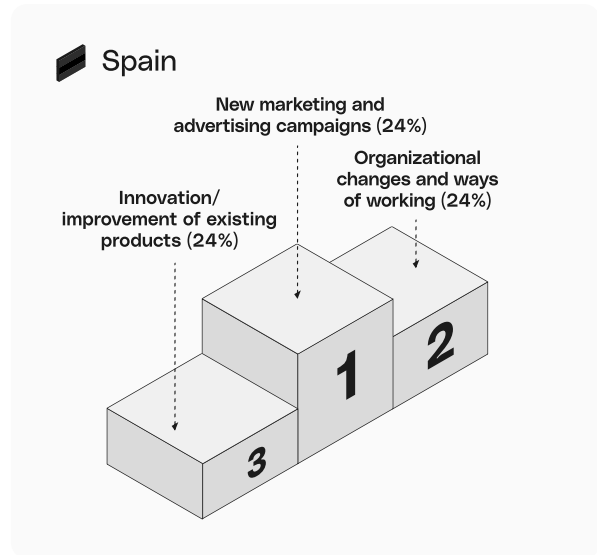 Spain
New marketing and
advertising campaigns (24%)
Organizational
changes and ways
of working (24%)
Innovation/
improvement of existing
products (24%)
1
2
3